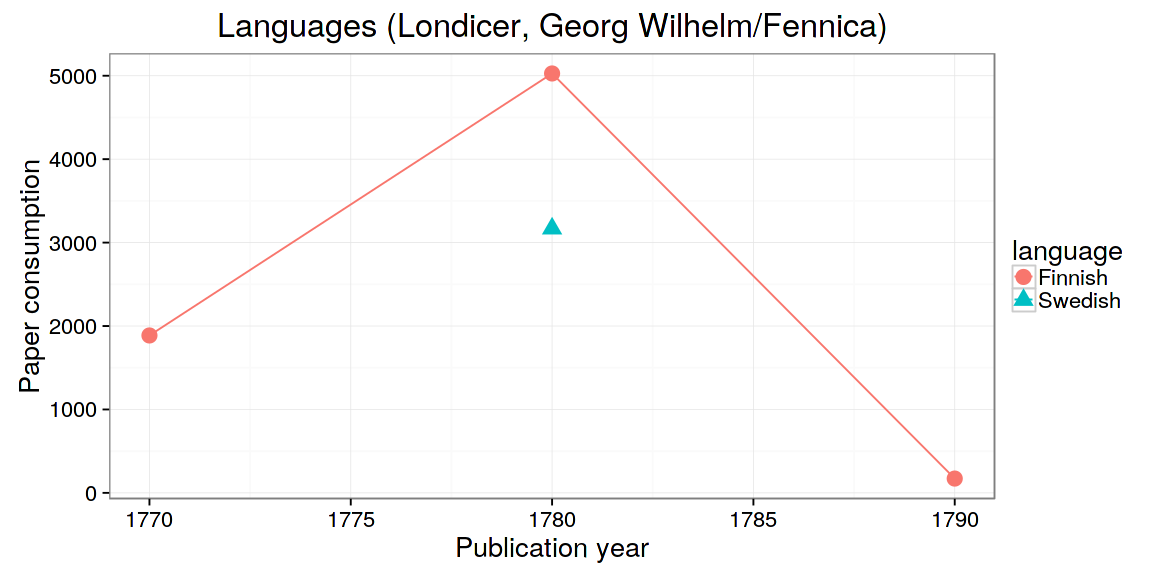 Languages (Londicer, Georg Wilhelm/Fennica)
Paper consumption
5000
4000
3000
2000
1000
0
1770 1775 1780 1785 1790
Publication year
language
Finnish
Swedish